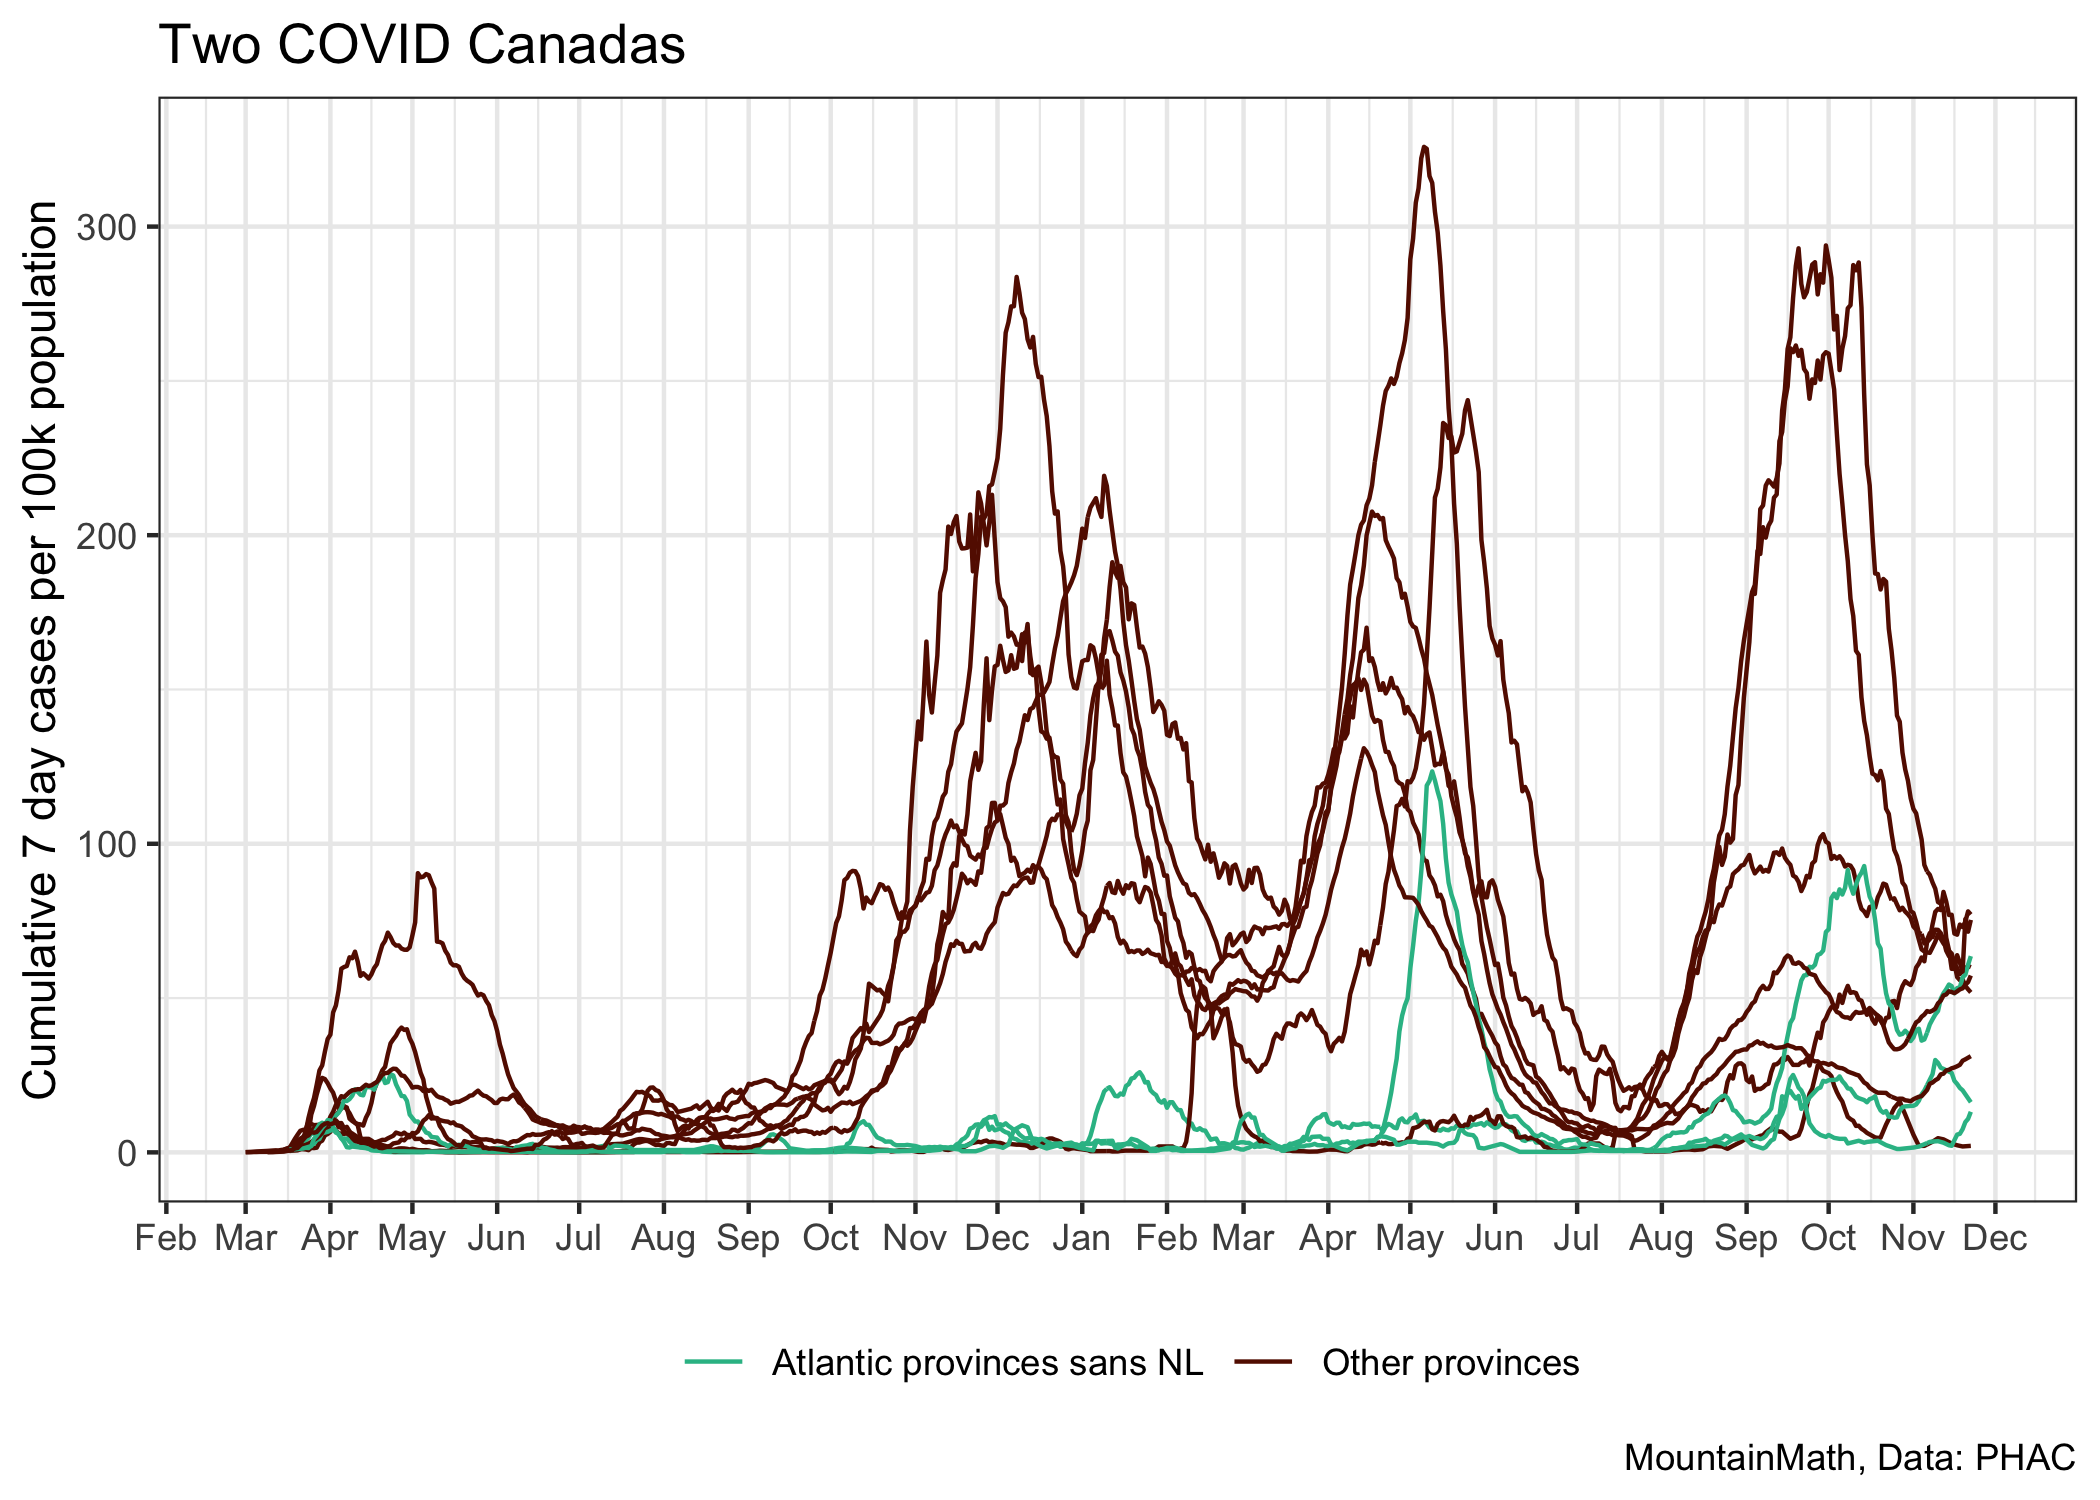 Two COVID Canadas
Cumulative 7 day cases per 100k population
300
200
100
0
Feb Mar Apr May Jun Jul Aug Sep Oct Nov Dec Jan Feb Mar Apr May Jun Jul Aug Sep Oct Nov Dec
Atlantic provinces sans NL Other provinces
MountainMath, Data: PHAC